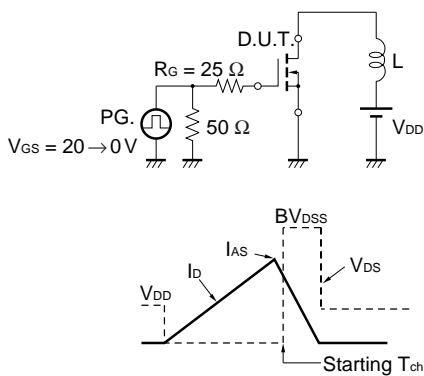 D.U.T.
RG = 25 Ω
L
PG.
50 Ω
VDD
VGS = 20 → 0 V
BVDSS
IAS
ID
VDS
VDD
Starting Tch